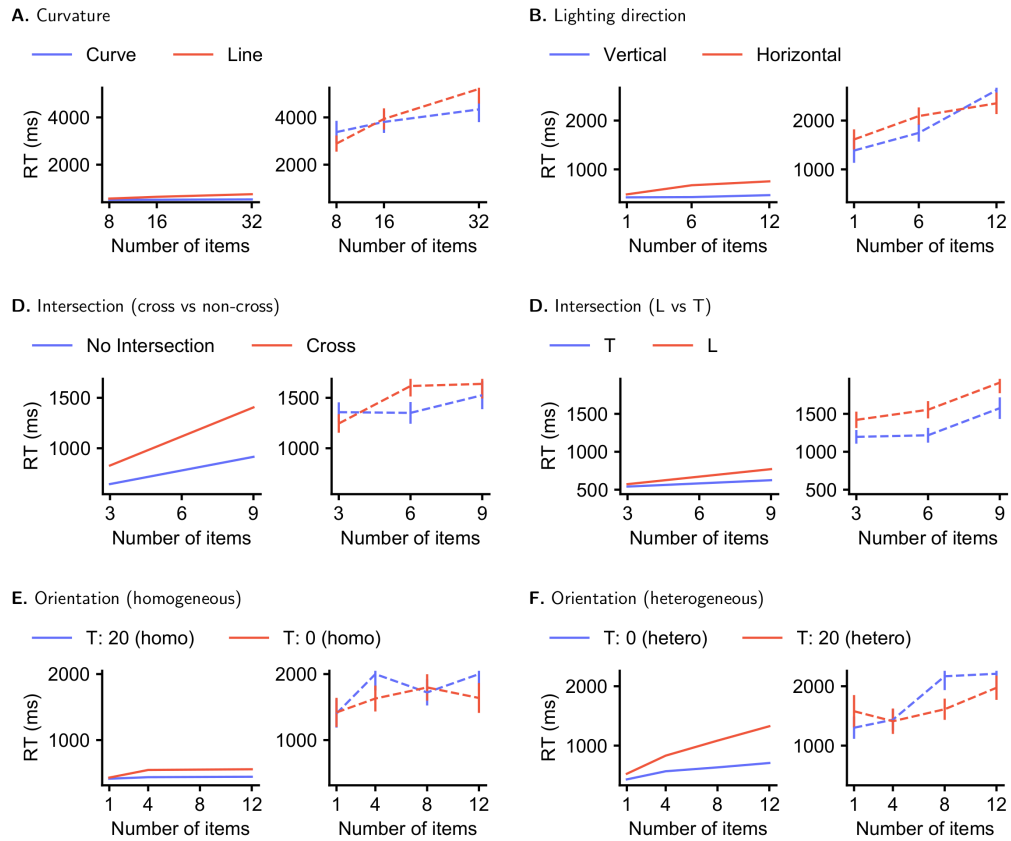 A. Curvature
Curve Line
4000
2000
RT (ms)
8 16 32
Number of items
4000
2000
8 16 32
Number of items
B. Lighting direction
Vertical Horizontal
2000
1000
RT (ms)
1 6 12
Number of items
2000
1000
1 6 12
Number of items
D. Intersection (cross vs non-cross)
No Intersection Cross
1500
1000
RT (ms)
3 6 9
Number of items
1500
1000
3 6 9
Number of items
D. Intersection (L vs T)
T L
1500
1000
500
RT (ms)
3 6 9
Number of items
1500
1000
500
3 6 9
Number of items
E. Orientation (homogeneous)
T: 20 (homo) T: 0 (homo)
2000
1000
RT (ms)
1 4 8 12
Number of items
2000
1000
1 4 8 12
Number of items
F. Orientation (heterogeneous)
T: 0 (hetero) T: 20 (hetero)
2000
1000
RT (ms)
1 4 8 12
Number of items
2000
1000
1 4 8 12
Number of items